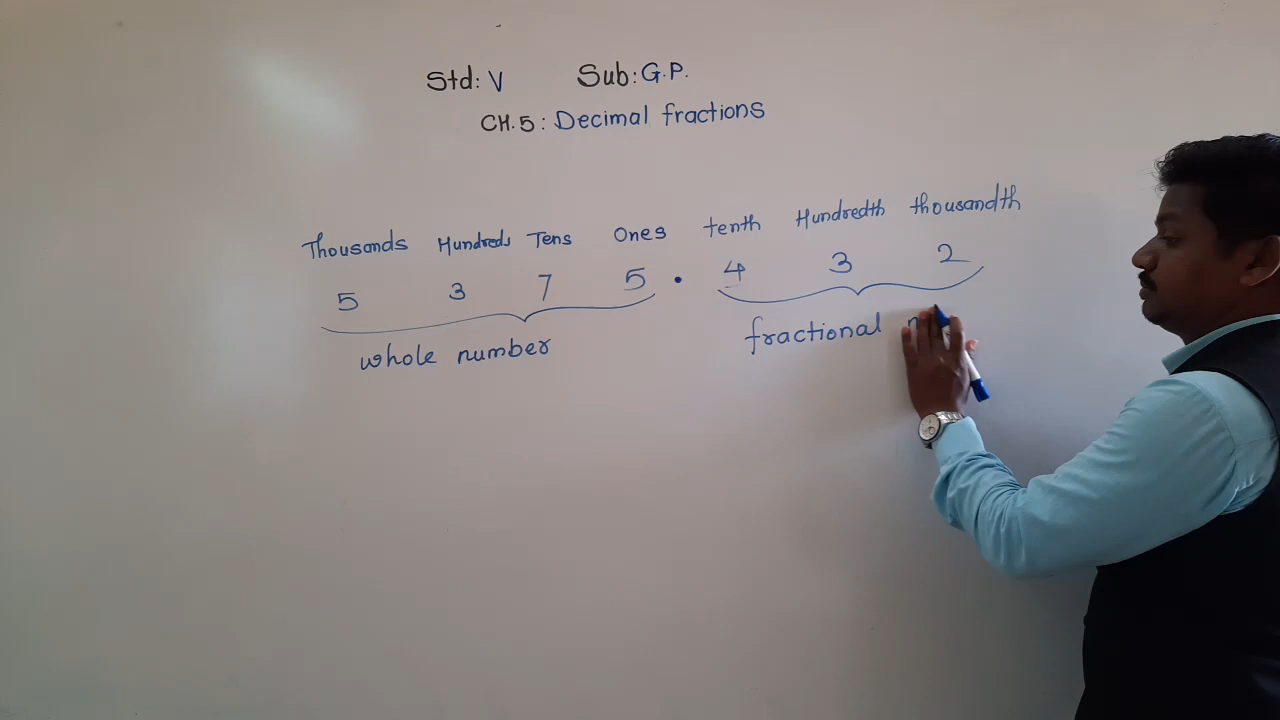 Std: V Sub: G.P.
CH.5: Decimal fractions
Thousands Hundreds Tens Ones tenth Hundredth thousandth
5 3 7 5 . 4 3 2
whole number fractional